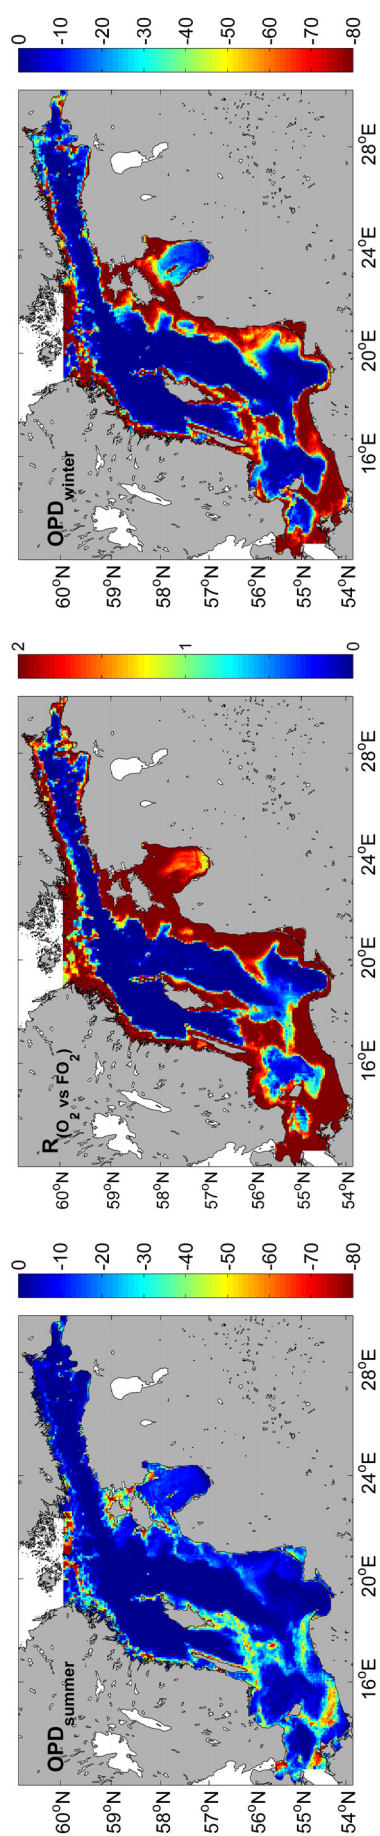 OPD summer
60°N
59°N
58°N
57°N
56°N
55°N
54°N
16°E 20°E 24°E 28°E
0
-10
-20
-30
-40
-50
-60
-70
-80
R (O2 vs FO2)
60°N
59°N
58°N
57°N
56°N
55°N
54°N
16°E 20°E 24°E 28°E
2
1
0
OPD winter
60°N
59°N
58°N
57°N
56°N
55°N
54°N
16°E 20°E 24°E 28°E
0
-10
-20
-30
-40
-50
-60
-70
-80